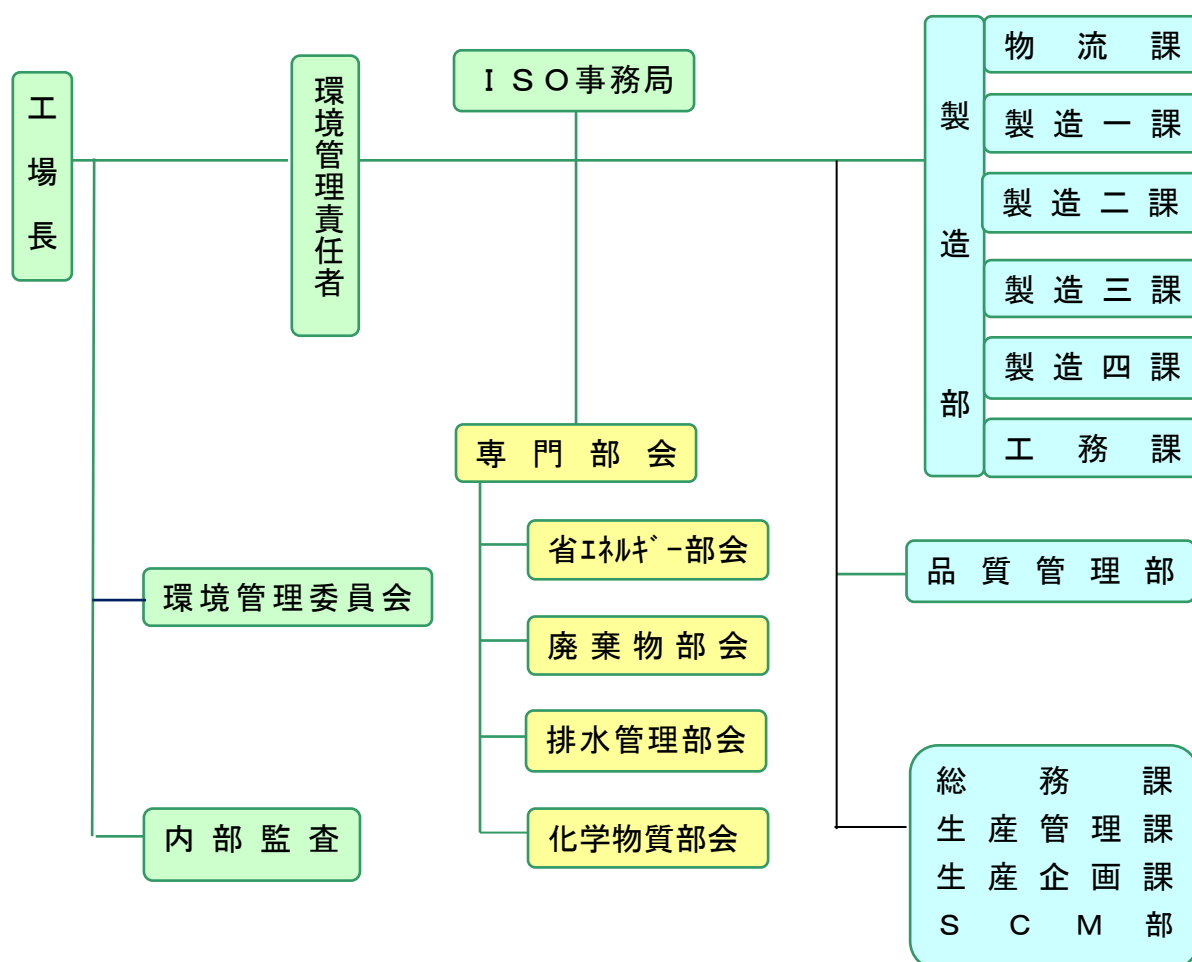 工場長
環境管理責任者
ＩＳＯ事務局
専門部会
省ｴﾈﾙｷﾞｰ部会
廃棄物部会
排水管理部会
化学物質部会
環境管理委員会
内部監査
製造部
物流課
製造一課
製造二課
製造三課
製造四課
工務課
品質管理部
総務課
生産管理課
生産企画課
ＳＣＭ部